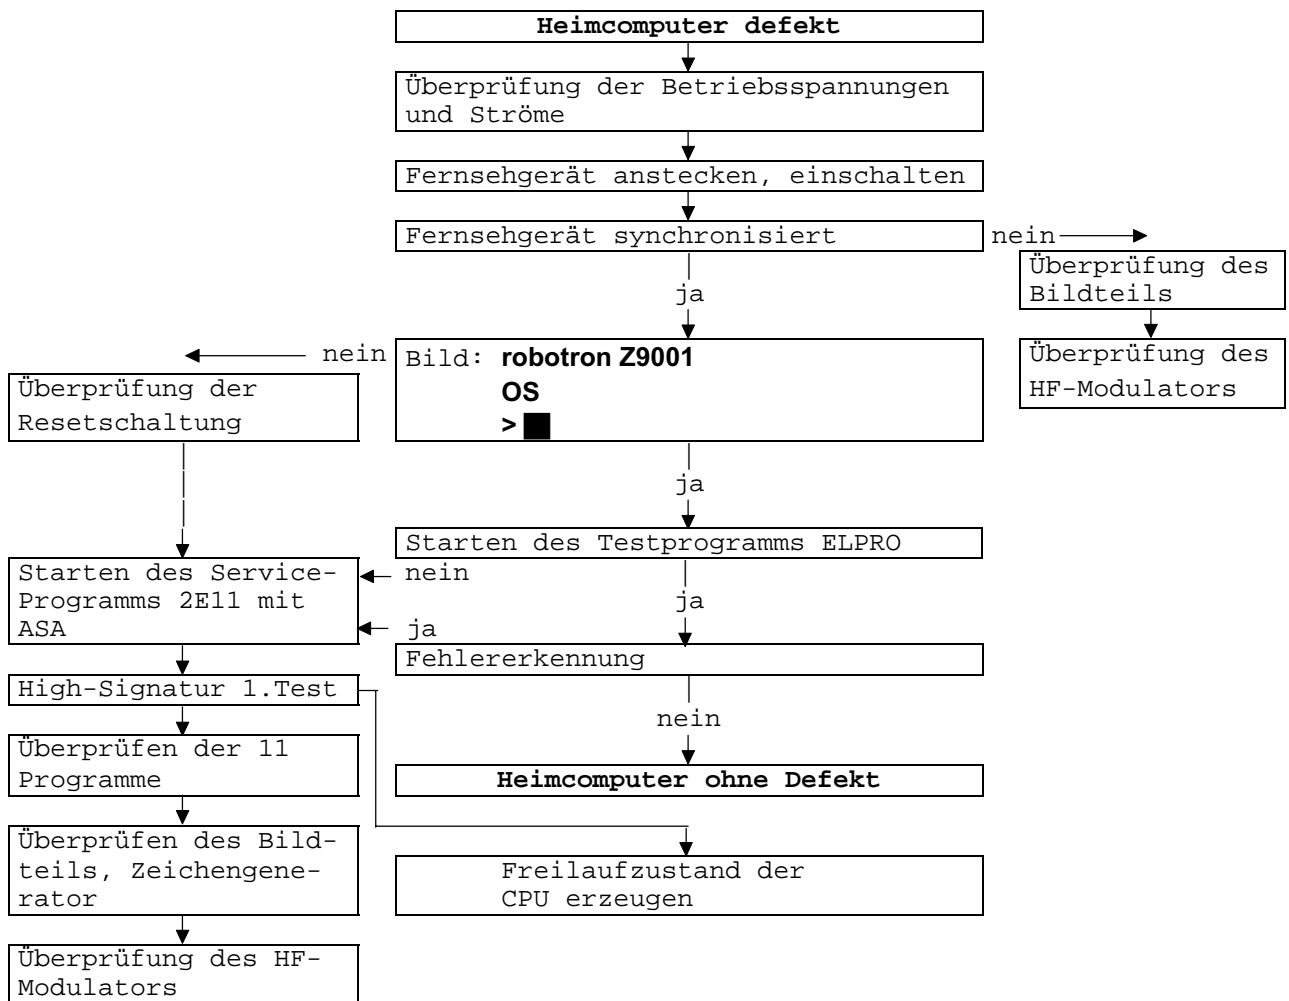 Heimcomputer defekt
Überprüfung der Betriebsspannungen
und Ströme
Fernsehgerät anstecken, einschalten
Fernsehgerät synchronisiert
nein
Überprüfung des
Bildteils
ja
Überprüfung des
HF-Modulators
nein
Bild: robotron Z9001
OS
>
Überprüfung der
Resetschaltung
ja
Starten des Testprogramms ELPRO
Starten des Service-
Programms 2E11 mit
ASA
nein
ja
ja
Fehlererkennung
High-Signatur 1.Test
nein
Überprüfen der 11
Programme
Heimcomputer ohne Defekt
Überprüfen des Bild-
teils, Zeichengene-
rator
Freilaufzustand der
CPU erzeugen
Überprüfung des HF-
Modulators